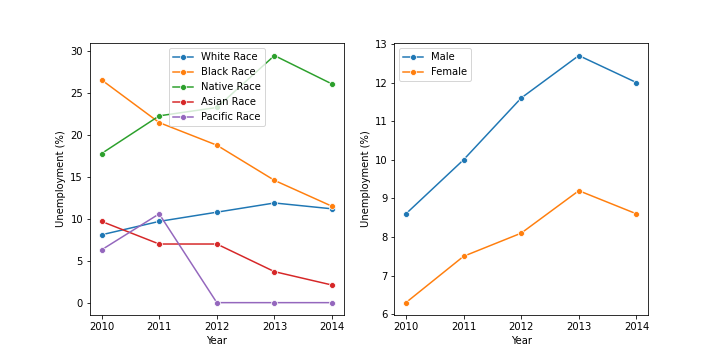 30
25
20
15
10
5
0
Unemployment (%)
White Race
Black Race
Native Race
Asian Race
Pacific Race
2010 2011 2012 2013 2014
Year
13
12
11
10
9
8
7
6
Unemployment (%)
Male
Female
2010 2011 2012 2013 2014
Year